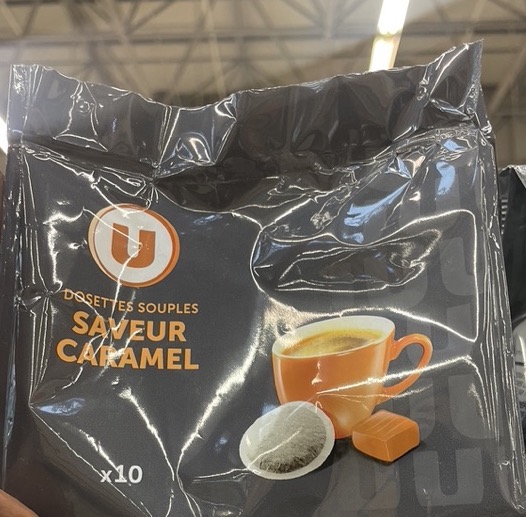 U
DOSETTES SOUPLES
SAVEUR
CARAMEL
x10